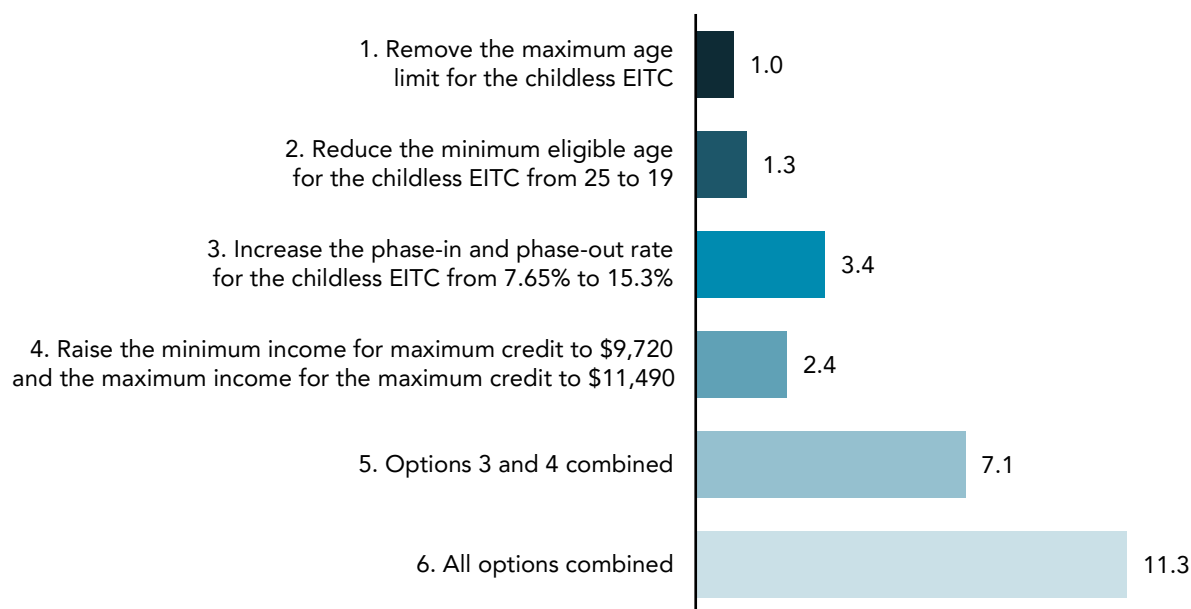 1. Remove the maximum age
limit for the childless EITC
1.0
2. Reduce the minimum eligible age
for the childless EITC from 25 to 19
1.3
3. Increase the phase-in and phase-out rate
for the childless EITC from 7.65% to 15.3%
3.4
4. Raise the minimum income for maximum credit to $9,720
and the maximum income for the maximum credit to $11,490
2.4
5. Options 3 and 4 combined
7.1
6. All options combined
11.3